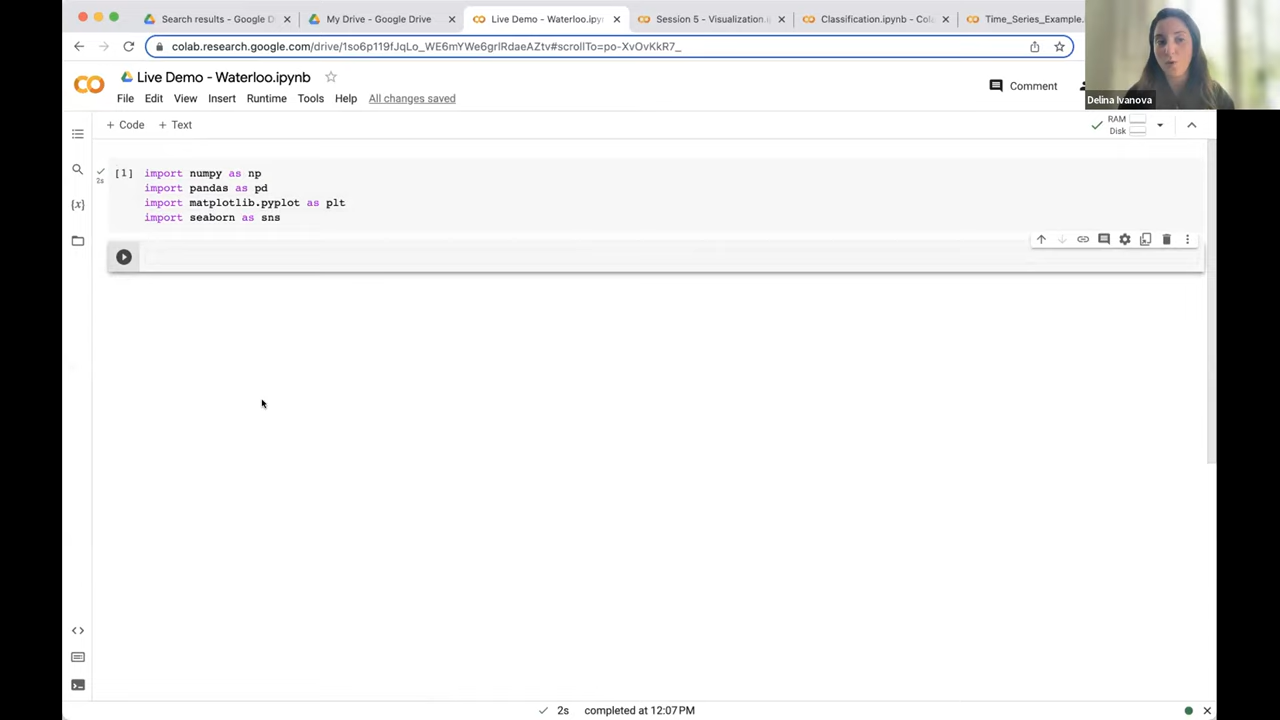 Search results - Google D
My Drive - Google Drive
Live Demo - Waterloo.ipyn
Session 5 - Visualization.i
Classification.ipynb - Cola
Time_Series_Example.
colab.research.google.com/drive/1so6p119fJqLo_WE6mYWe6grlRdaeAZtv#scrollTo=po-XvOvKkR7_
Live Demo - Waterloo.ipynb
File Edit View Insert Runtime Tools Help All changes saved
Comment
Delina Ivanova
+ Code + Text
RAM
Disk
[1] import numpy as np
import pandas as pd
import matplotlib.pyplot as plt
import seaborn as sns
2s
{x}
2s completed at 12:07 PM